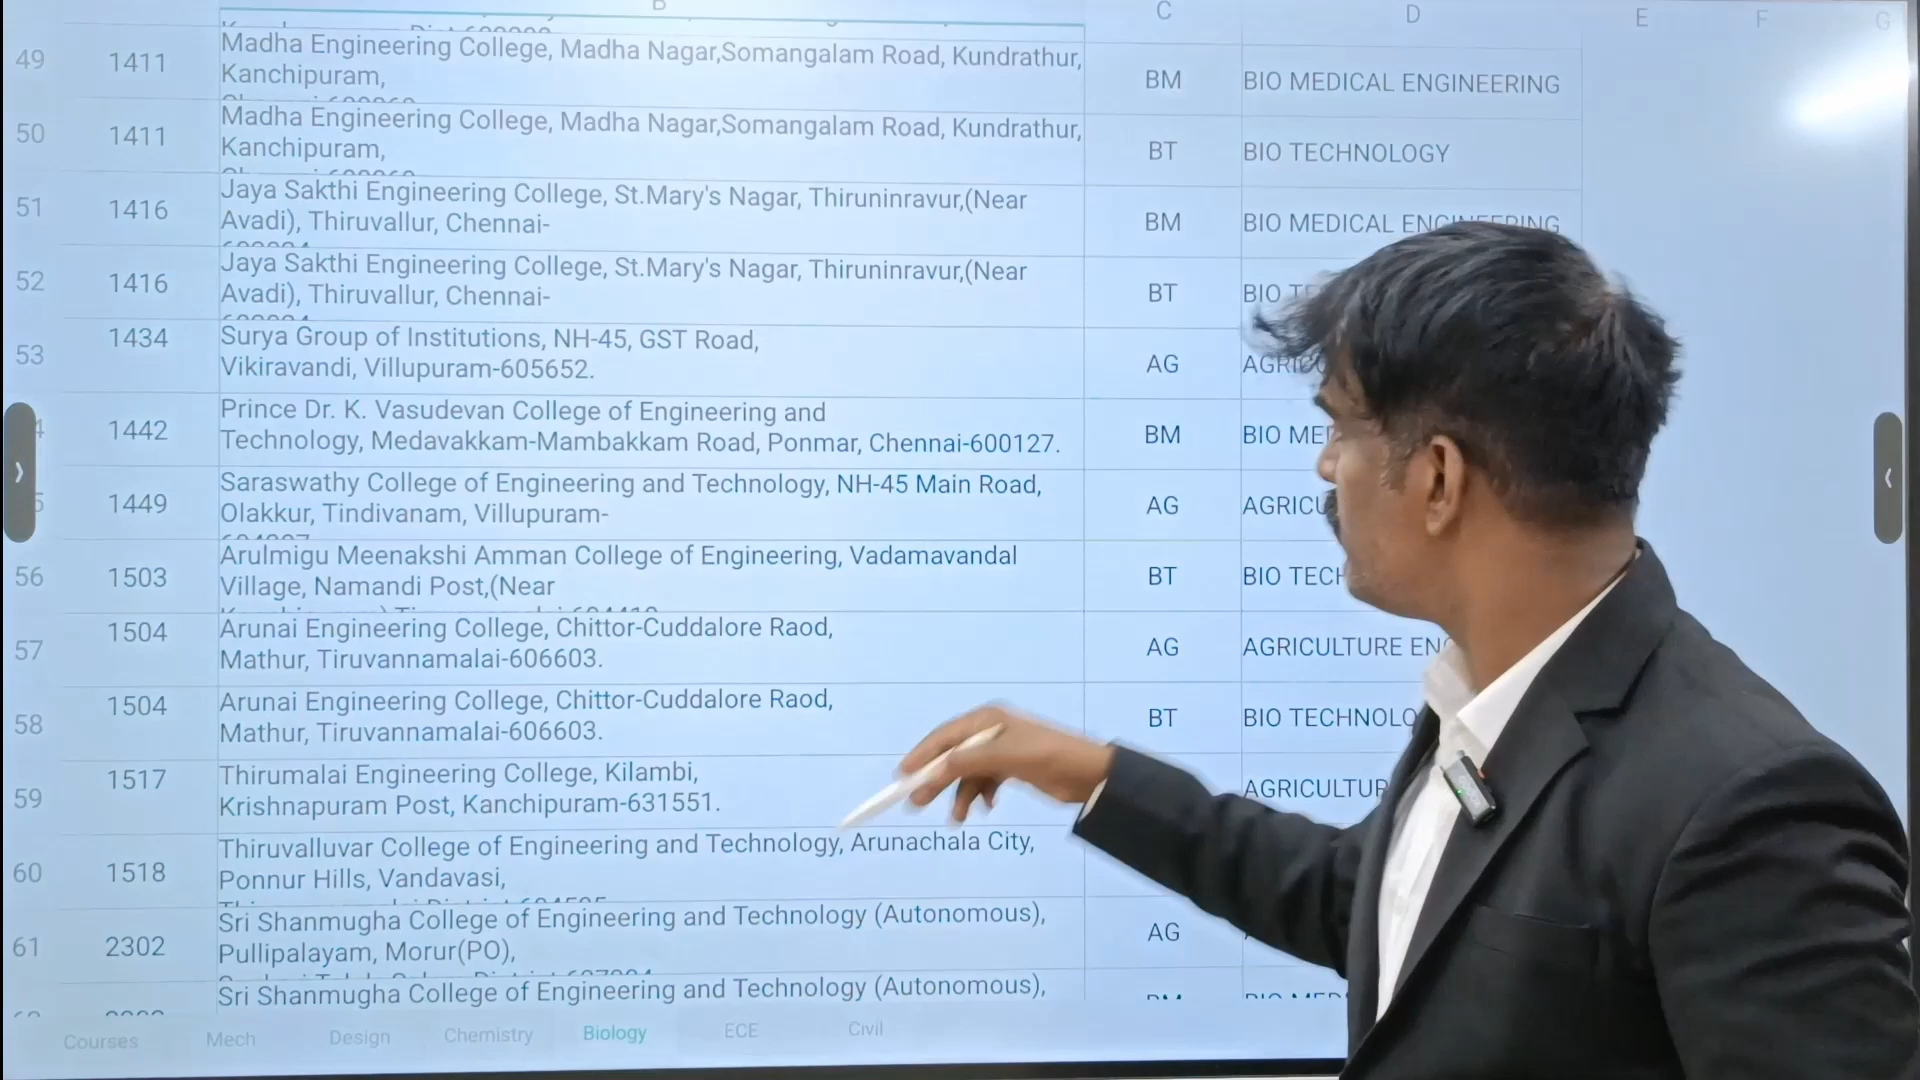 B C D E F G
49 1411 Madha Engineering College, Madha Nagar,Somangalam Road, Kundrathur,
Kanchipuram,
BM BIO MEDICAL ENGINEERING
50 1411 Madha Engineering College, Madha Nagar,Somangalam Road, Kundrathur,
Kanchipuram,
BT BIO TECHNOLOGY
51 1416 Jaya Sakthi Engineering College, St.Mary's Nagar, Thiruninravur,(Near
Avadi), Thiruvallur, Chennai-
BM BIO MEDICAL ENGINEERING
52 1416 Jaya Sakthi Engineering College, St.Mary's Nagar, Thiruninravur,(Near
Avadi), Thiruvallur, Chennai-
BT BIO
53 1434 Surya Group of Institutions, NH-45, GST Road,
Vikiravandi, Villupuram-605652.
AG
1442 Prince Dr. K. Vasudevan College of Engineering and
Technology, Medavakkam-Mambakkam Road, Ponmar, Chennai-600127.
BM BIO
1449 Saraswathy College of Engineering and Technology, NH-45 Main Road,
Olakkur, Tindivanam, Villupuram-
AG
56 1503 Arulmigu Meenakshi Amman College of Engineering, Vadamavandal
Village, Namandi Post,(Near
BT BIO
57 1504 Arunai Engineering College, Chittor-Cuddalore Raod,
Mathur, Tiruvannamalai-606603.
AG AGRICULTURE
58 1504 Arunai Engineering College, Chittor-Cuddalore Raod,
Mathur, Tiruvannamalai-606603.
BT BIO
59 1517 Thirumalai Engineering College, Kilambi,
Krishnapuram Post, Kanchipuram-631551.
60 1518 Thiruvalluvar College of Engineering and Technology, Arunachala City,
Ponnur Hills, Vandavasi,
61 2302 Sri Shanmugha College of Engineering and Technology (Autonomous),
Pullipalayam, Morur(PO),
AG
Sri Shanmugha College of Engineering and Technology (Autonomous),
Courses Mech Design Chemistry Biology ECE Civil